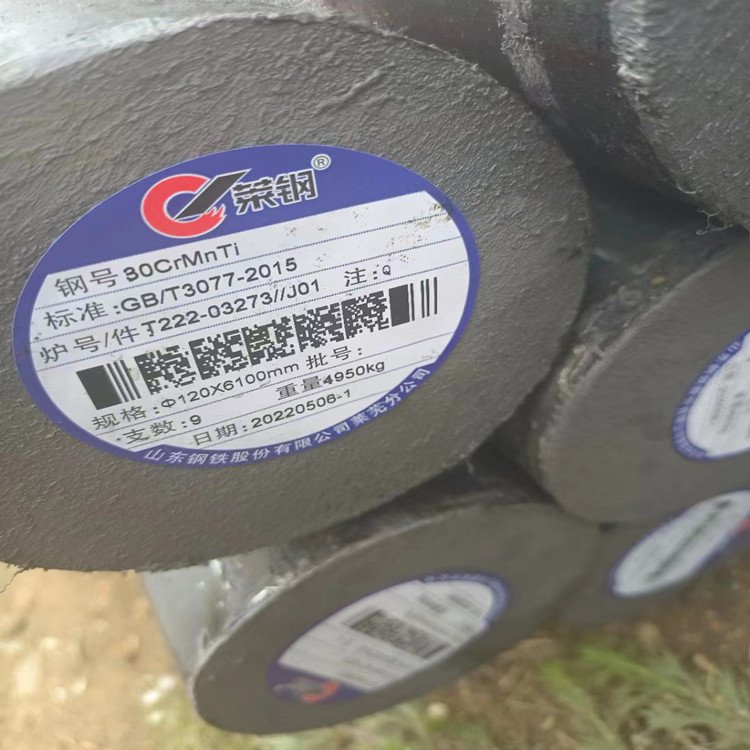 莱钢®
钢号 30CrMnTi
标准:GB/T3077-2015 注:Q
炉号/件 T222-03273//J01
规格:Φ120X6100mm 批号:
支数:9 重量4950kg
日期:20220506-1
山东钢铁股份有限公司莱芜分公司